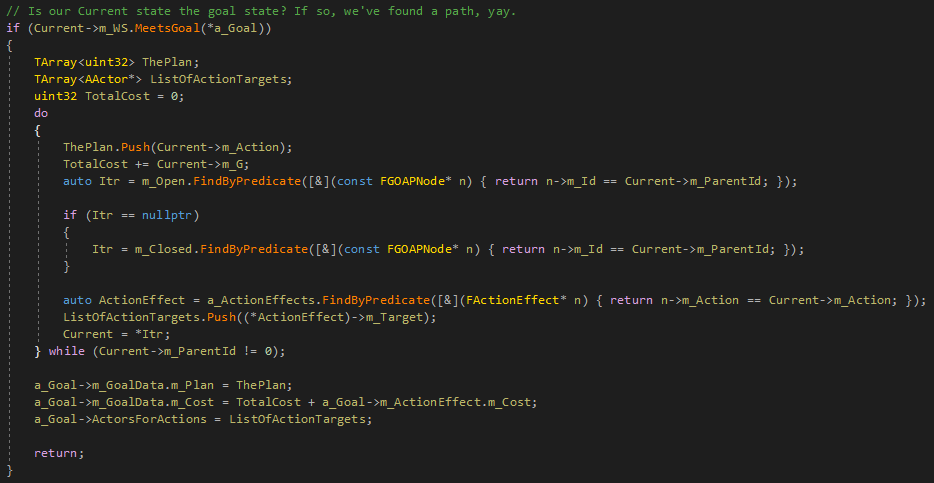 // Is our Current state the goal state? If so, we've found a path, yay.
if (Current->m_WS.MeetsGoal(*a_Goal))
{
    TArray<uint32> ThePlan;
    TArray<AActor*> ListOfActionTargets;
    uint32 TotalCost = 0;
    do
    {
        ThePlan.Push(Current->m_Action);
        TotalCost += Current->m_G;
        auto Itr = m_Open.FindByPredicate([&](const FGOAPNode* n) { return n->m_Id == Current->m_ParentId; });

        if (Itr == nullptr)
        {
            Itr = m_Closed.FindByPredicate([&](const FGOAPNode* n) { return n->m_Id == Current->m_ParentId; });
        }

        auto ActionEffect = a_ActionEffects.FindByPredicate([&](FActionEffect* n) { return n->m_Action == Current->m_Action; });
        ListOfActionTargets.Push((*ActionEffect)->m_Target);
        Current = *Itr;
    } while (Current->m_ParentId != 0);

    a_Goal->m_GoalData.m_Plan = ThePlan;
    a_Goal->m_GoalData.m_Cost = TotalCost + a_Goal->m_ActionEffect.m_Cost;
    a_Goal->ActorsForActions = ListOfActionTargets;

    return;
}